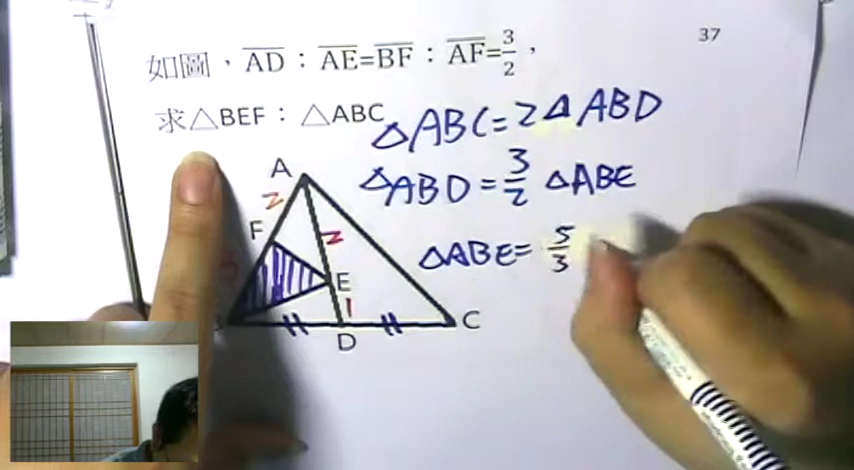 37
如圖，AD：AE=BF：AF=3/2，
求△BEF：△ABC
△ABC=2△ABD
△ABD=3/2 △ABE
△ABE=5/3
A
2
F
2
E
1
D
C